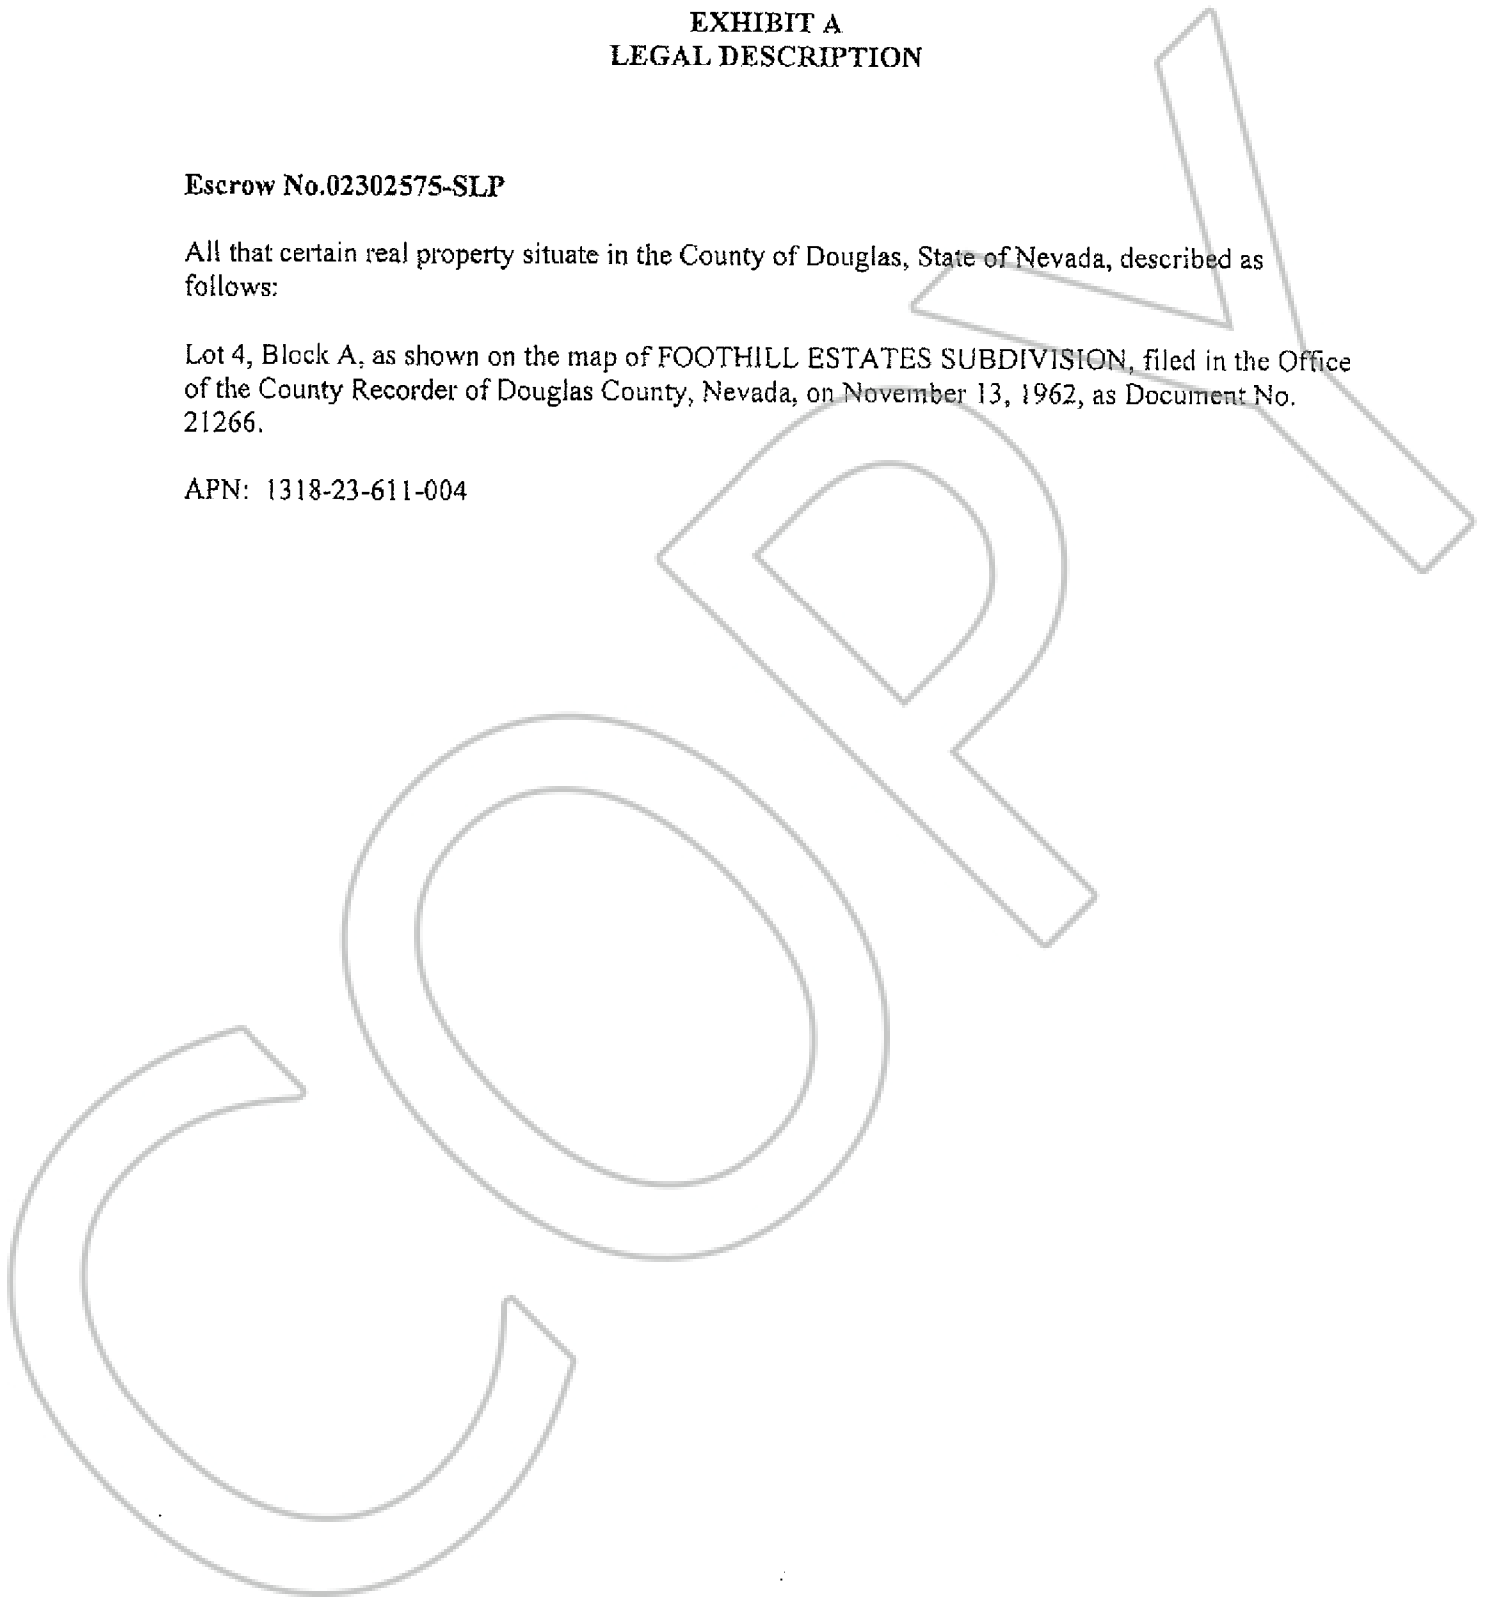 EXHIBIT A
LEGAL DESCRIPTION
Escrow No.02302575-SLP
All that certain real property situate in the County of Douglas, State of Nevada, described as
follows:
Lot 4, Block A, as shown on the map of FOOTHILL ESTATES SUBDIVISION, filed in the Office
of the County Recorder of Douglas County, Nevada, on November 13, 1962, as Document No.
21266.
APN: 1318-23-611-004
COPY